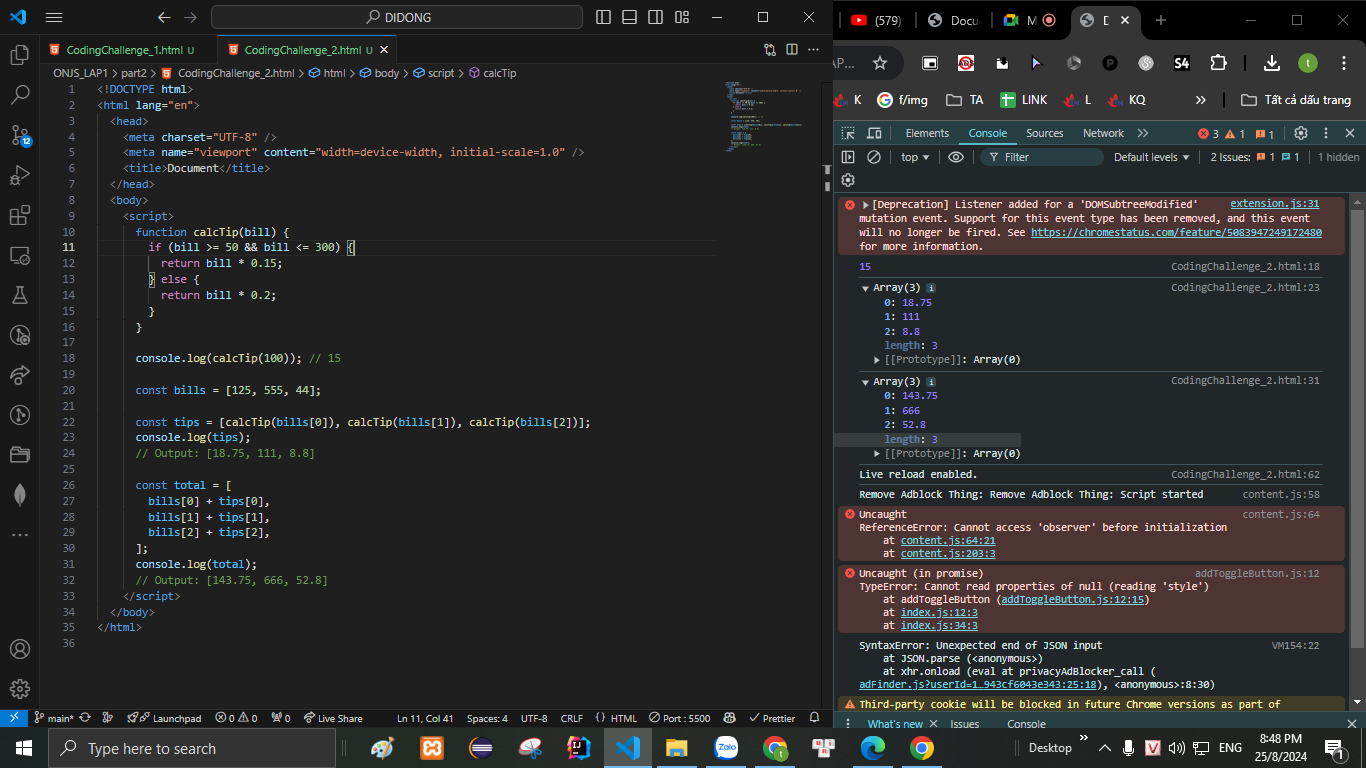 DIDONG
CodingChallenge_1.html U
CodingChallenge_2.html U
ONJS_LAP1 > part2 > CodingChallenge_2.html > html > body > script > calcTip
1 <!DOCTYPE html>
2 <html lang="en">
3 <head>
4 <meta charset="UTF-8" />
5 <meta name="viewport" content="width=device-width, initial-scale=1.0" />
6 <title>Document</title>
7 </head>
8 <body>
9 <script>
10 function calcTip(bill) {
11 if (bill >= 50 && bill <= 300) {
12 return bill * 0.15;
13 } else {
14 return bill * 0.2;
15 }
16 }
17
18 console.log(calcTip(100)); // 15
19
20 const bills = [125, 555, 44];
21
22 const tips = [calcTip(bills[0]), calcTip(bills[1]), calcTip(bills[2])];
23 console.log(tips);
24 // Output: [18.75, 111, 8.8]
25
26 const total = [
27 bills[0] + tips[0],
28 bills[1] + tips[1],
29 bills[2] + tips[2],
30 ];
31 console.log(total);
32 // Output: [143.75, 666, 52.8]
33 </script>
34 </body>
35 </html>
36
12
main*
Launchpad
0 0
0
Live Share
Ln 11, Col 41
Spaces: 4
UTF-8
CRLF
{} HTML
Port : 5500
Prettier
(579)
Docu
M
D
t
AP...
ABS
S4
t
K
f/img
TA
LINK
L
KQ
Tất cả dấu trang
Elements
Console
Sources
Network
3
1
1
top
Filter
Default levels
2 Issues: 1 1
1 hidden
[Deprecation] Listener added for a 'DOMSubtreeModified' extension.js:31
mutation event. Support for this event type has been removed, and this event
will no longer be fired. See https://chromestatus.com/feature/5083947249172480
for more information.
15 CodingChallenge_2.html:18
Array(3) i CodingChallenge_2.html:23
0: 18.75
1: 111
2: 8.8
length: 3
[[Prototype]]: Array(0)
Array(3) i CodingChallenge_2.html:31
0: 143.75
1: 666
2: 52.8
length: 3
[[Prototype]]: Array(0)
Live reload enabled. CodingChallenge_2.html:62
Remove Adblock Thing: Remove Adblock Thing: Script started content.js:58
Uncaught content.js:64
ReferenceError: Cannot access 'observer' before initialization
at content.js:64:21
at content.js:203:3
Uncaught (in promise) addToggleButton.js:12
TypeError: Cannot read properties of null (reading 'style')
at addToggleButton (addToggleButton.js:12:15)
at index.js:12:3
at index.js:34:3
SyntaxError: Unexpected end of JSON input VM154:22
at JSON.parse (<anonymous>)
at xhr.onload (eval at privacyAdBlocker_call (
adFinder.js?userId=1…943cf6043e343:25:18), <anonymous>:8:30)
Third-party cookie will be blocked in future Chrome versions as part of
What's new
Issues
Console
Type here to search
Zalo
Desktop
V
ENG
8:48 PM
25/8/2024
1